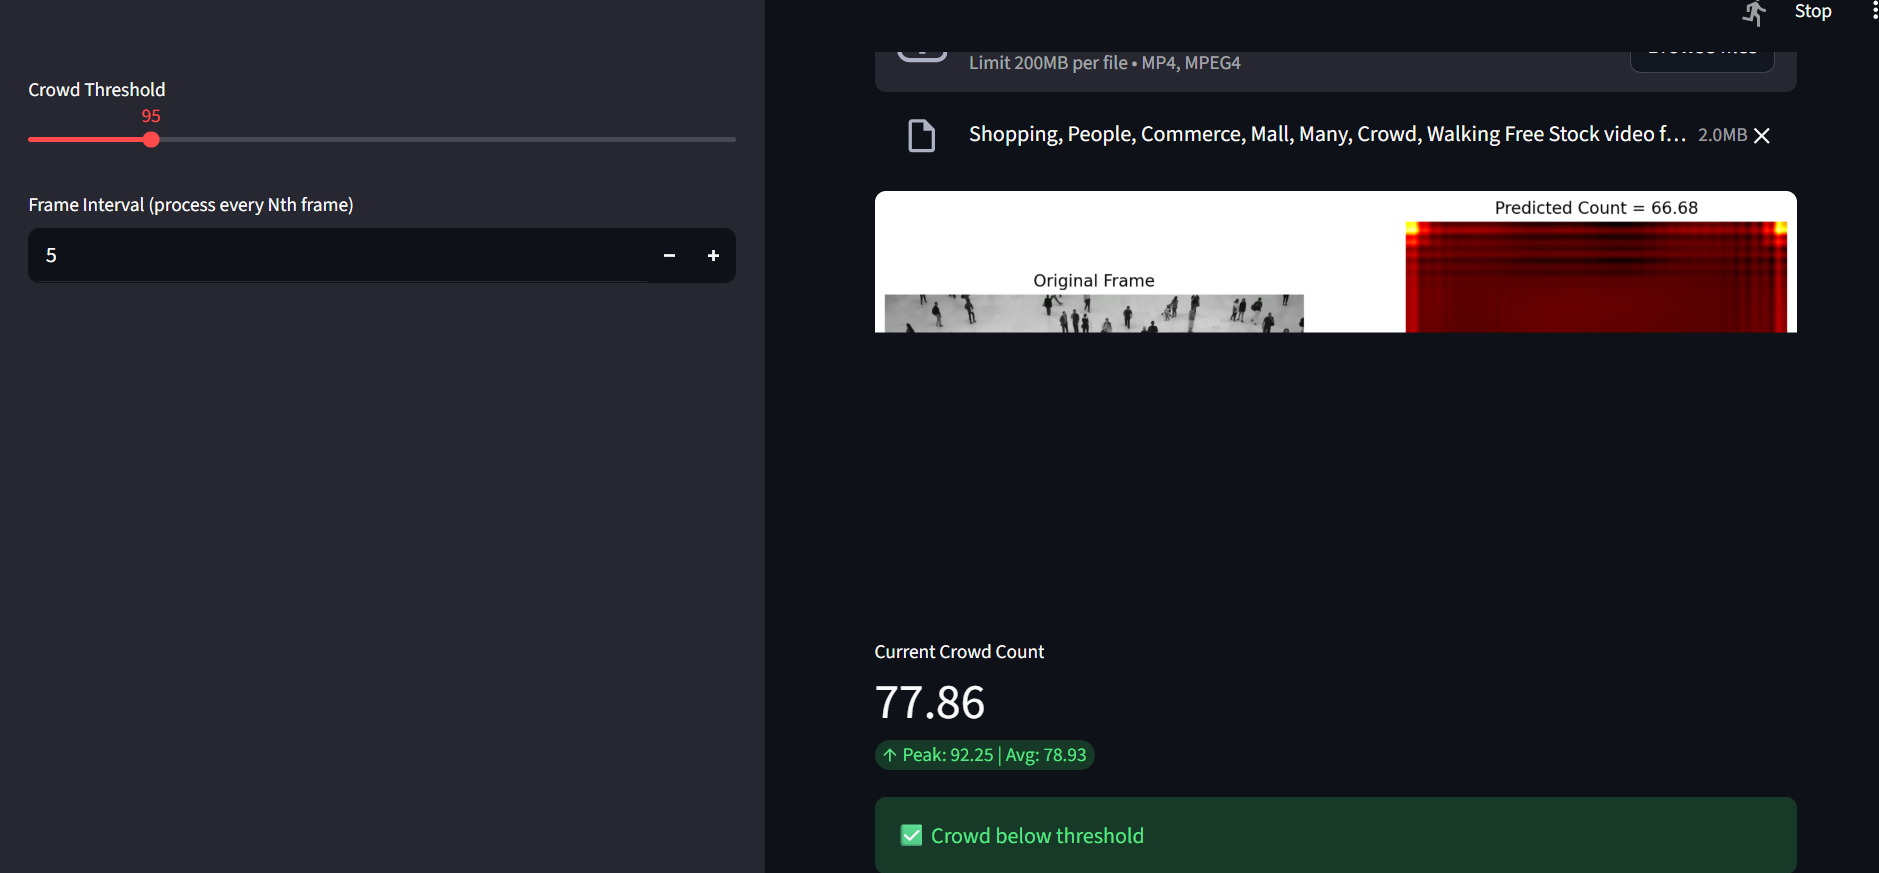 Stop
Crowd Threshold
95
Frame Interval (process every Nth frame)
5
Limit 200MB per file • MP4, MPEG4
Shopping, People, Commerce, Mall, Many, Crowd, Walking Free Stock video f… 2.0MB
Predicted Count = 66.68
Original Frame
Current Crowd Count
77.86
↑ Peak: 92.25 | Avg: 78.93
✅ Crowd below threshold